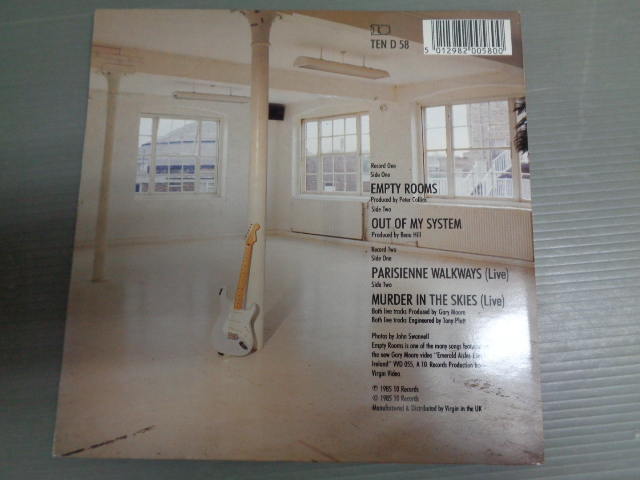 10
TEN D 58
5 012982 005800
Record One
Side One
EMPTY ROOMS
Produced by Peter Collins
Side Two
OUT OF MY SYSTEM
Produced by Beau Hill
Record Two
Side One
PARISIENNE WALKWAYS (Live)
Side Two
MURDER IN THE SKIES (Live)
Both live tracks Produced by Gary Moore
Both live tracks Engineered by Tony Platt
Photos by John Swannell
Empty Rooms is one of the many songs
the new Gary Moore video "Emerald Aisles
Ireland" VVD 055, A 10 Records Production
Virgin Video.
℗ 1985 10 Records
© 1985 10 Records
Manufactured & Distributed by Virgin in the UK